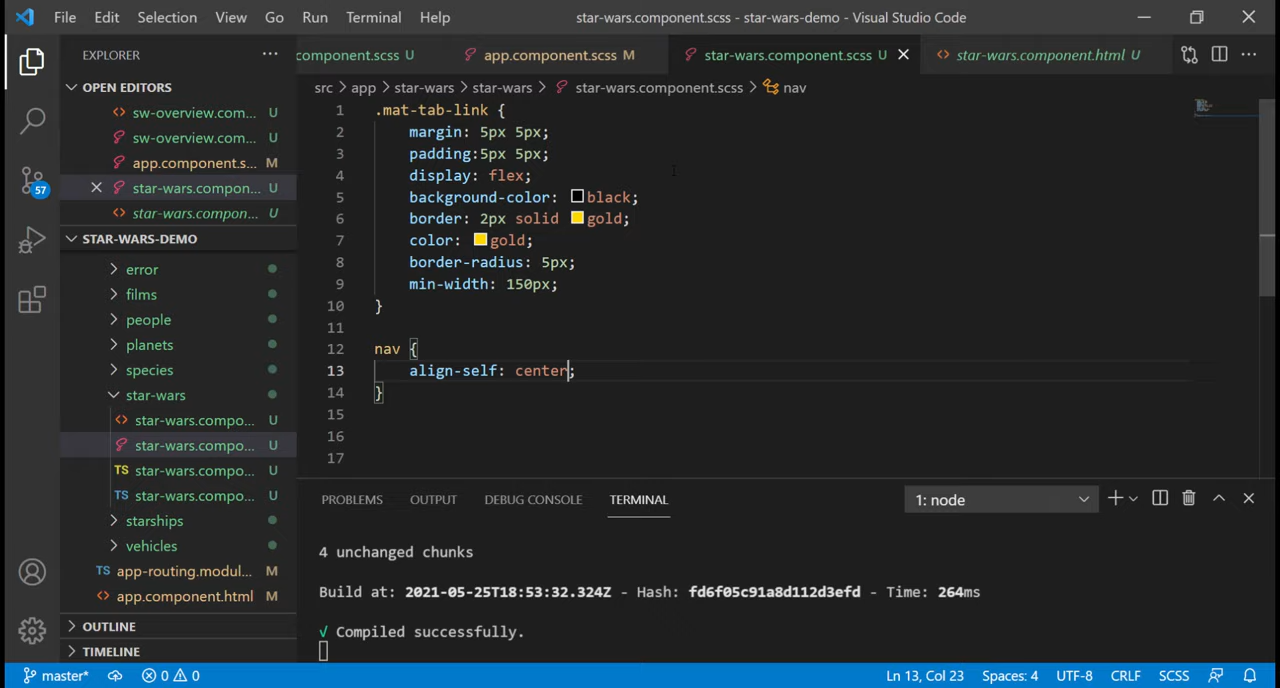 File Edit Selection View Go Run Terminal Help star-wars.component.scss - star-wars-demo - Visual Studio Code
EXPLORER ···
component.scss U app.component.scss M star-wars.component.scss U star-wars.component.html U ···
OPEN EDITORS
src > app > star-wars > star-wars > star-wars.component.scss > nav
sw-overview.com... U
sw-overview.com... U
app.component.s... M
star-wars.compon... U
star-wars.compon... U
57
STAR-WARS-DEMO
error
films
people
planets
species
star-wars
star-wars.compo... U
star-wars.compo... U
TS star-wars.compo... U
TS star-wars.compo... U
starships
vehicles
TS app-routing.modul... M
app.component.html M
OUTLINE
TIMELINE
1 .mat-tab-link {
2 margin: 5px 5px;
3 padding:5px 5px;
4 display: flex;
5 background-color: black;
6 border: 2px solid gold;
7 color: gold;
8 border-radius: 5px;
9 min-width: 150px;
10 }
11
12 nav {
13 align-self: center;
14 }
15
16
17
PROBLEMS OUTPUT DEBUG CONSOLE TERMINAL 1: node
4 unchanged chunks
Build at: 2021-05-25T18:53:32.324Z - Hash: fd6f05c91a8d112d3efd - Time: 264ms
√ Compiled successfully.
master* 0 0 Ln 13, Col 23 Spaces: 4 UTF-8 CRLF SCSS